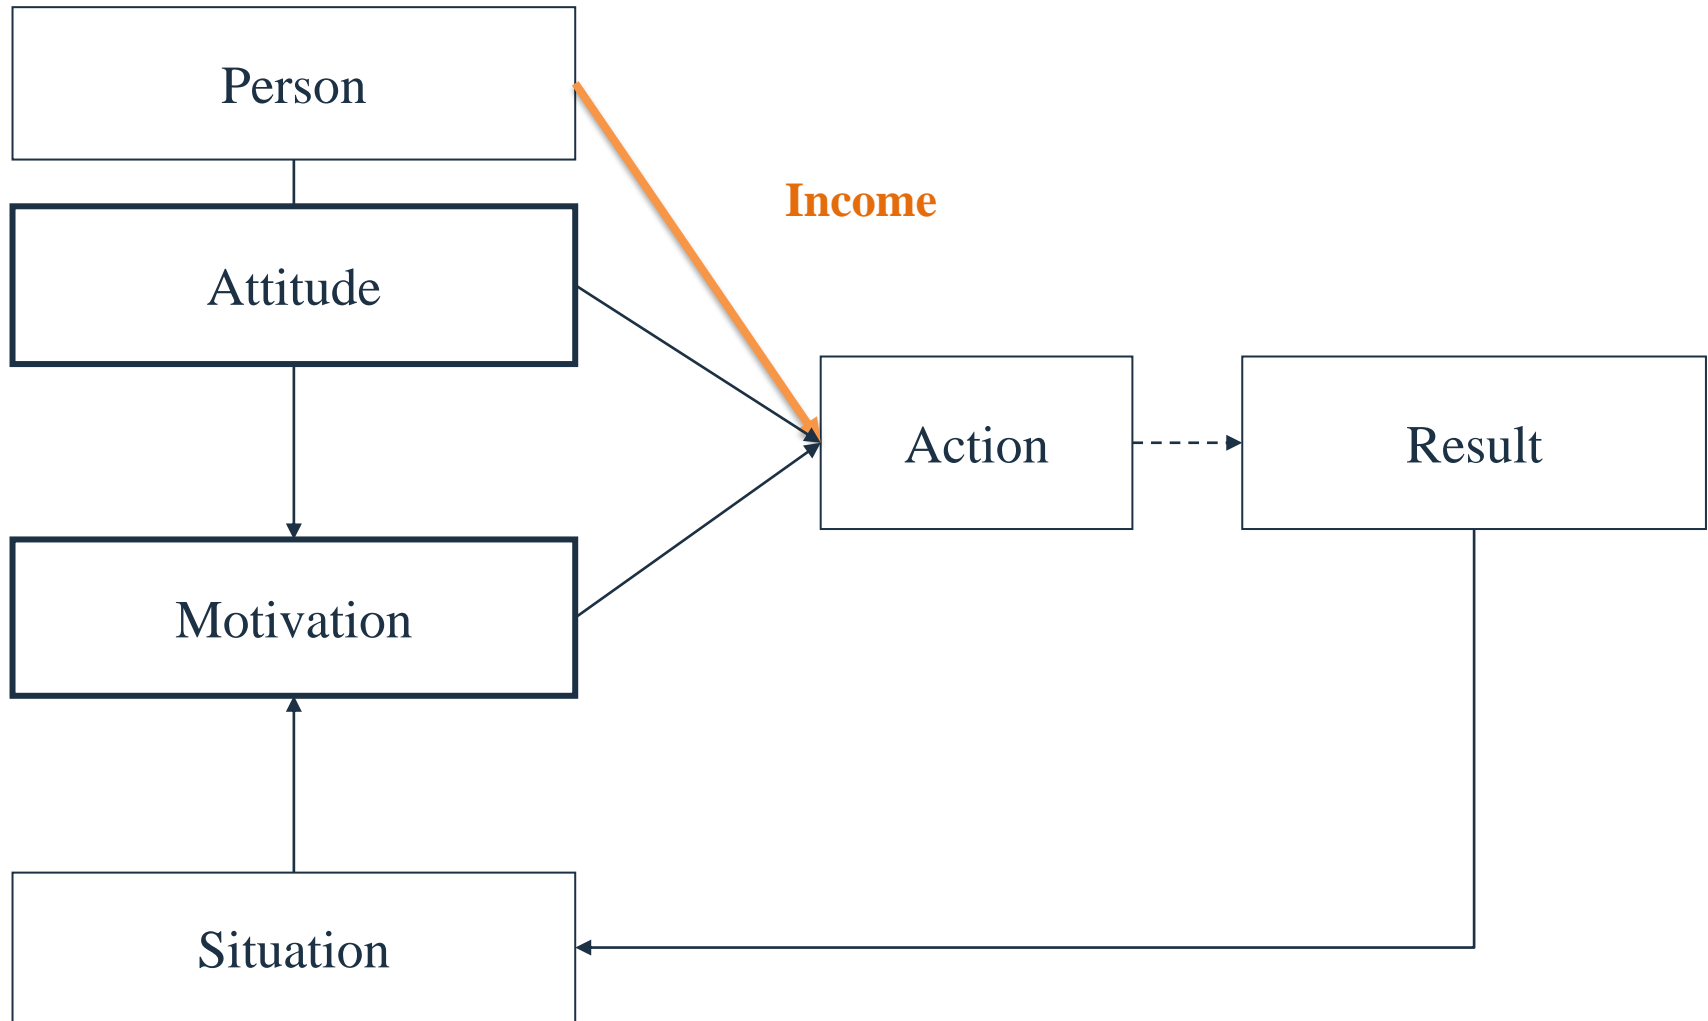 Person
Income
Attitude
Action
Result
Motivation
Situation